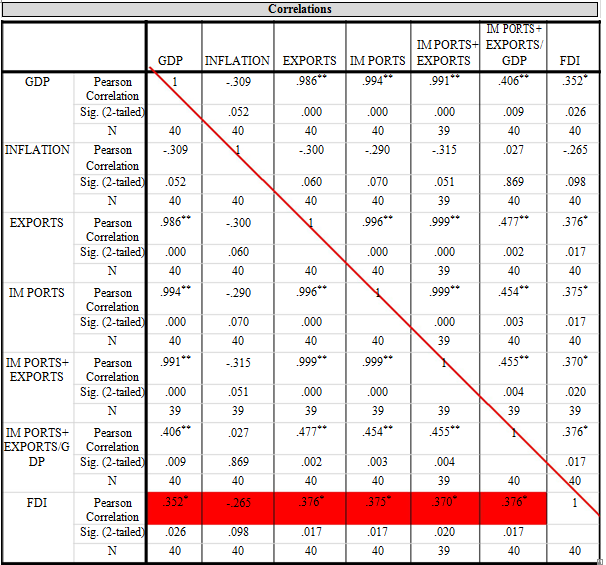 Correlations
GDP INFLATION EXPORTS IM PORTS IM PORTS+ EXPORTS IM PORTS+ EXPORTS/ GDP FDI
GDP Pearson Correlation 1 -.309 .986** .994** .991** .406** .352*
Sig. (2-tailed) .052 .000 .000 .000 .009 .026
N 40 40 40 40 39 40 40
INFLATION Pearson Correlation -.309 1 -.300 -.290 -.315 .027 -.265
Sig. (2-tailed) .052 .060 .070 .051 .869 .098
N 40 40 40 40 39 40 40
EXPORTS Pearson Correlation .986** -.300 1 .996** .999** .477** .376*
Sig. (2-tailed) .000 .060 .000 .000 .002 .017
N 40 40 40 40 39 40 40
IM PORTS Pearson Correlation .994** -.290 .996** 1 .999** .454** .375*
Sig. (2-tailed) .000 .070 .000 .000 .003 .017
N 40 40 40 40 39 40 40
IM PORTS+ EXPORTS Pearson Correlation .991** -.315 .999** .999** 1 .455** .370*
Sig. (2-tailed) .000 .051 .000 .000 .004 .020
N 39 39 39 39 39 39 39
IM PORTS+ EXPORTS/G DP Pearson Correlation .406** .027 .477** .454** .455** 1 .376*
Sig. (2-tailed) .009 .869 .002 .003 .004 .017
N 40 40 40 40 39 40 40
FDI Pearson Correlation .352* -.265 .376* .375* .370* .376* 1
Sig. (2-tailed) .026 .098 .017 .017 .020 .017
N 40 40 40 40 39 40 40